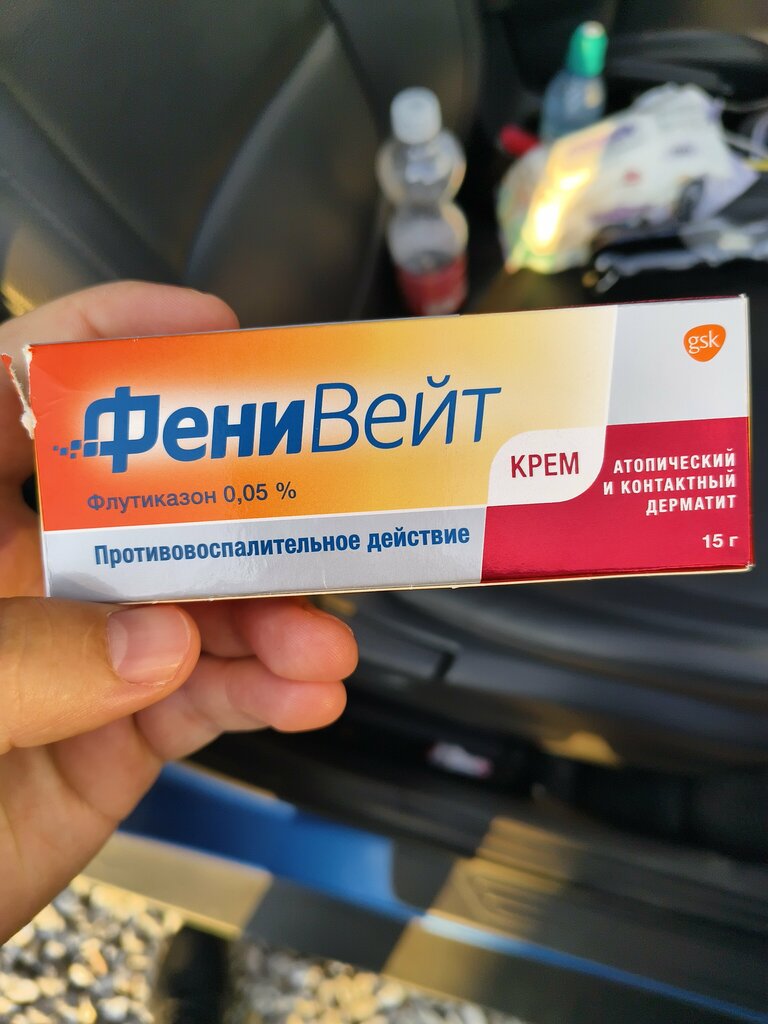 gsk
ФениВейт
Флутиказон 0,05 %
КРЕМ
Противовоспалительное действие
АТОПИЧЕСКИЙ
И КОНТАКТНЫЙ
ДЕРМАТИТ
15 г